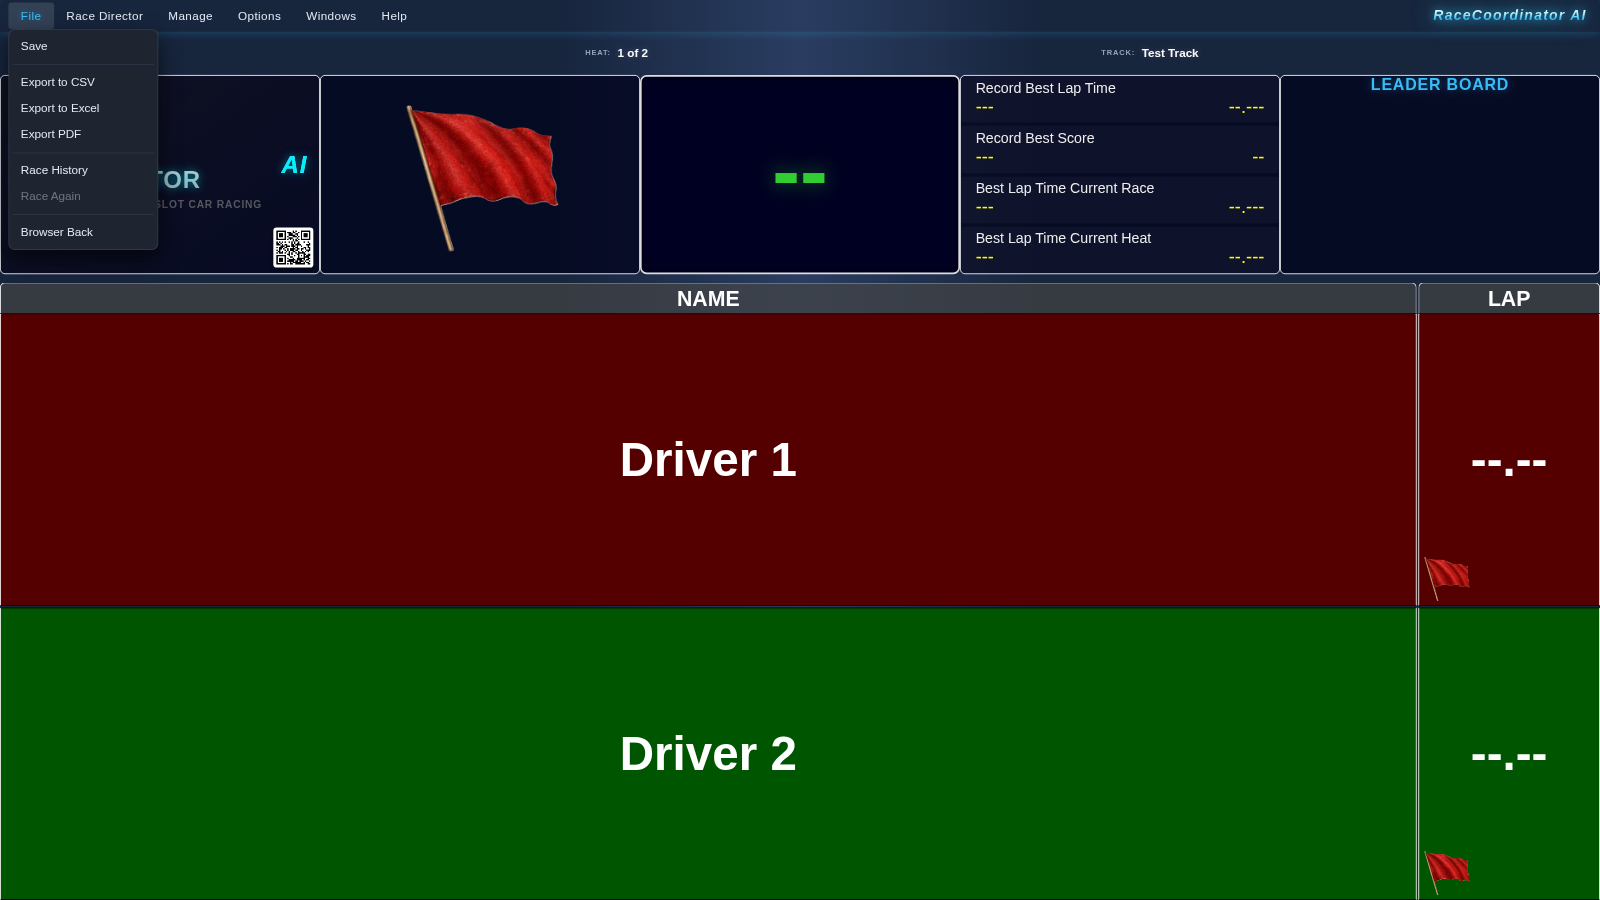 File Race Director Manage Options Windows Help RaceCoordinator AI
Save
Export to CSV
Export to Excel
Export PDF
Race History
Race Again
Browser Back
HEAT: 1 of 2
TRACK: Test Track
AI
SLOT CAR RACING
--
Record Best Lap Time
--- --.---
Record Best Score
--- --
Best Lap Time Current Race
--- --.---
Best Lap Time Current Heat
--- --.---
LEADER BOARD
NAME LAP
Driver 1 --.--
Driver 2 --.--